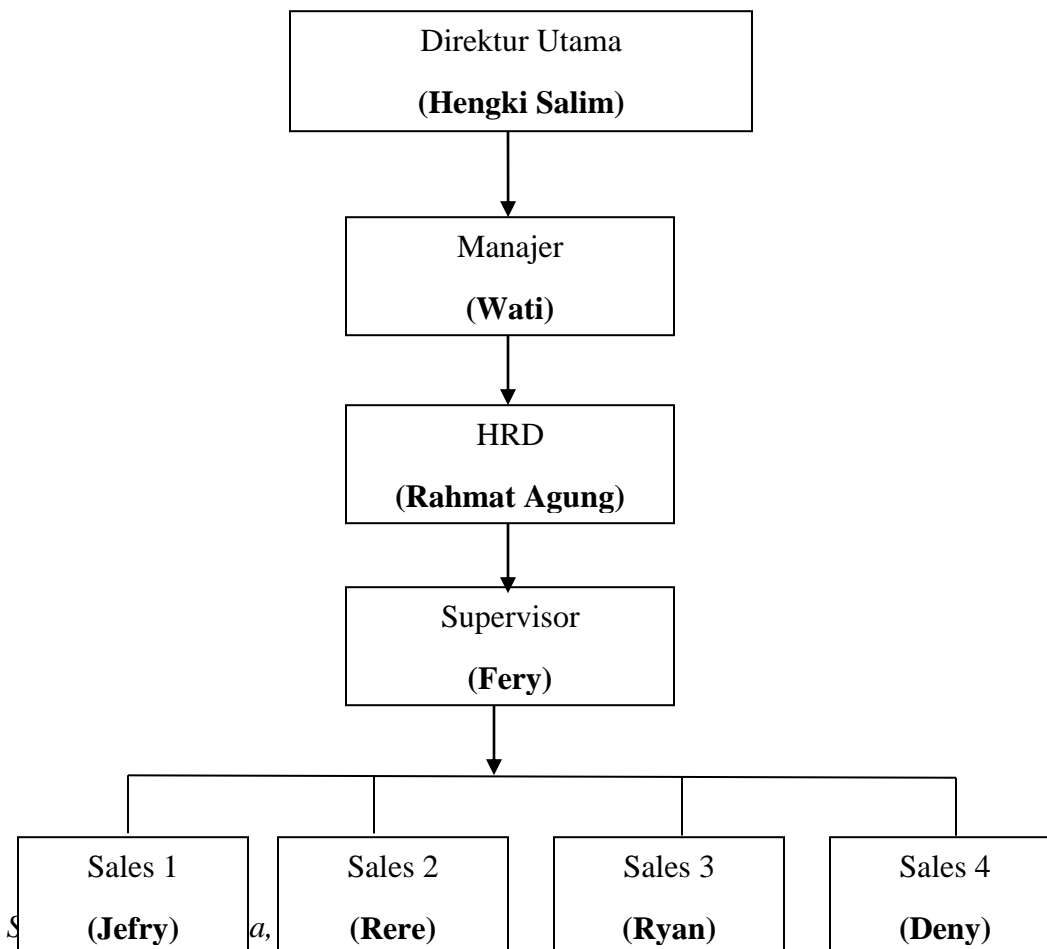 Direktur Utama
(Hengki Salim)
Manajer
(Wati)
HRD
(Rahmat Agung)
Supervisor
(Fery)
Sales 1
(Jefry)
Sales 2
(Rere)
Sales 3
(Ryan)
Sales 4
(Deny)